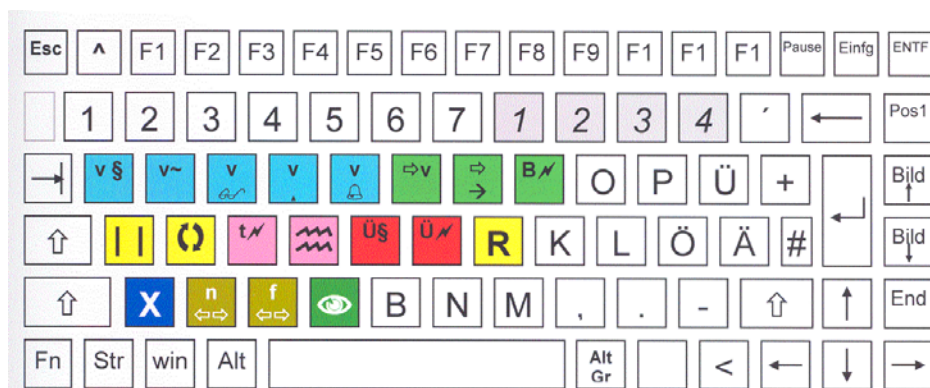 Esc ^ F1 F2 F3 F4 F5 F6 F7 F8 F9 F1 F1 F1 Pause Einfg ENTF
1 2 3 4 5 6 7 1 2 3 4 ´ ← Pos1
→| v § v~ v v v ⇨v ⇨ → B O P Ü + Bild ↑
⇧ | | t Ü§ Ü R K L Ö Ä # ↵ Bild ↓
⇧ X n ⇦⇨ f ⇦⇨ B N M , . - ⇧ ↑ End
Fn Str win Alt Alt Gr < ← ↓ →